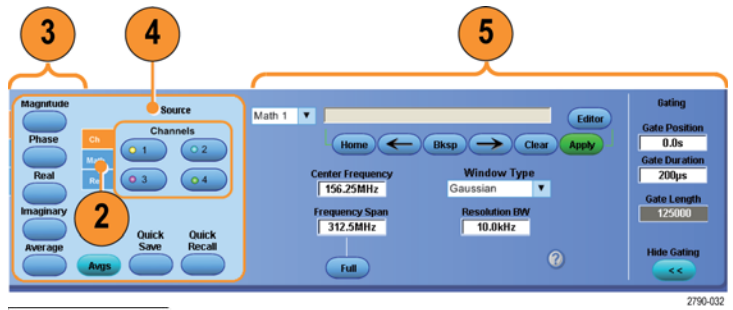 3
4
5
Magnitude
Phase
Real
Imaginary
Average
Source
Ch
Channels
1
2
3
4
2
Avgs
Quick Save
Quick Recall
Math 1
Editor
Home
Bksp
Clear
Apply
Center Frequency
156.25MHz
Window Type
Gaussian
Frequency Span
312.5MHz
Resolution BW
10.0kHz
Full
?
Gating
Gate Position
0.0s
Gate Duration
200µs
Gate Length
125000
Hide Gating
<<
2790-032